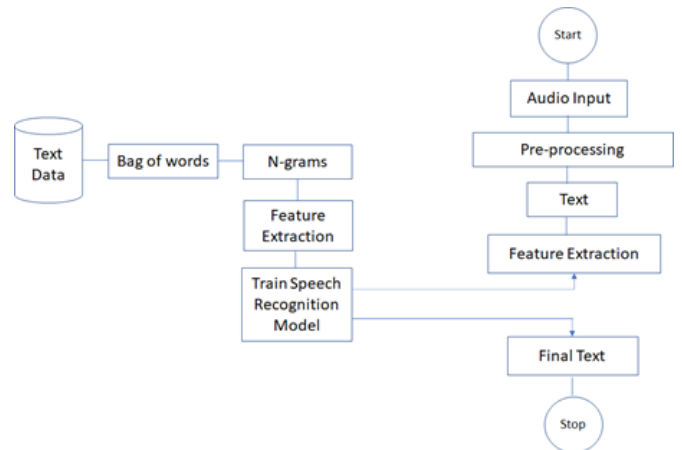 Start
Audio Input
Pre-processing
Text
Feature Extraction
Text
Data
Bag of words
N-grams
Feature
Extraction
Train Speech
Recognition
Model
Final Text
Stop